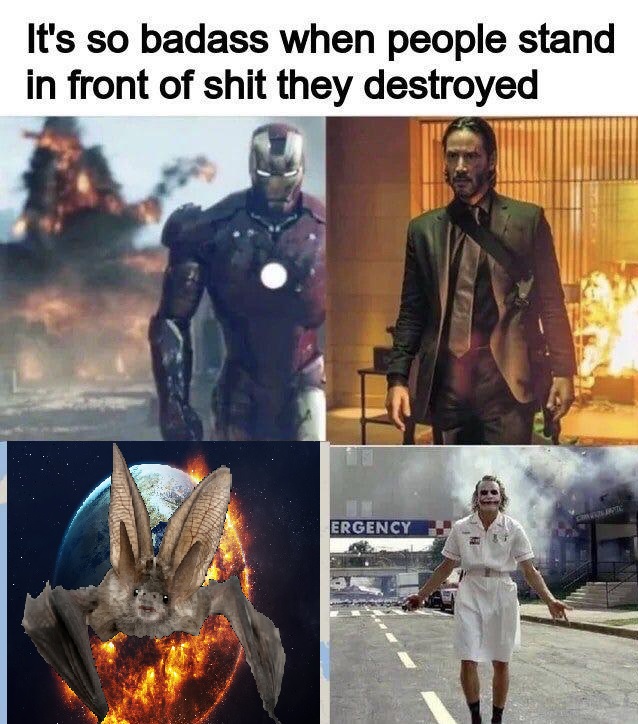 It's so badass when people stand
in front of shit they destroyed
ERGENCY